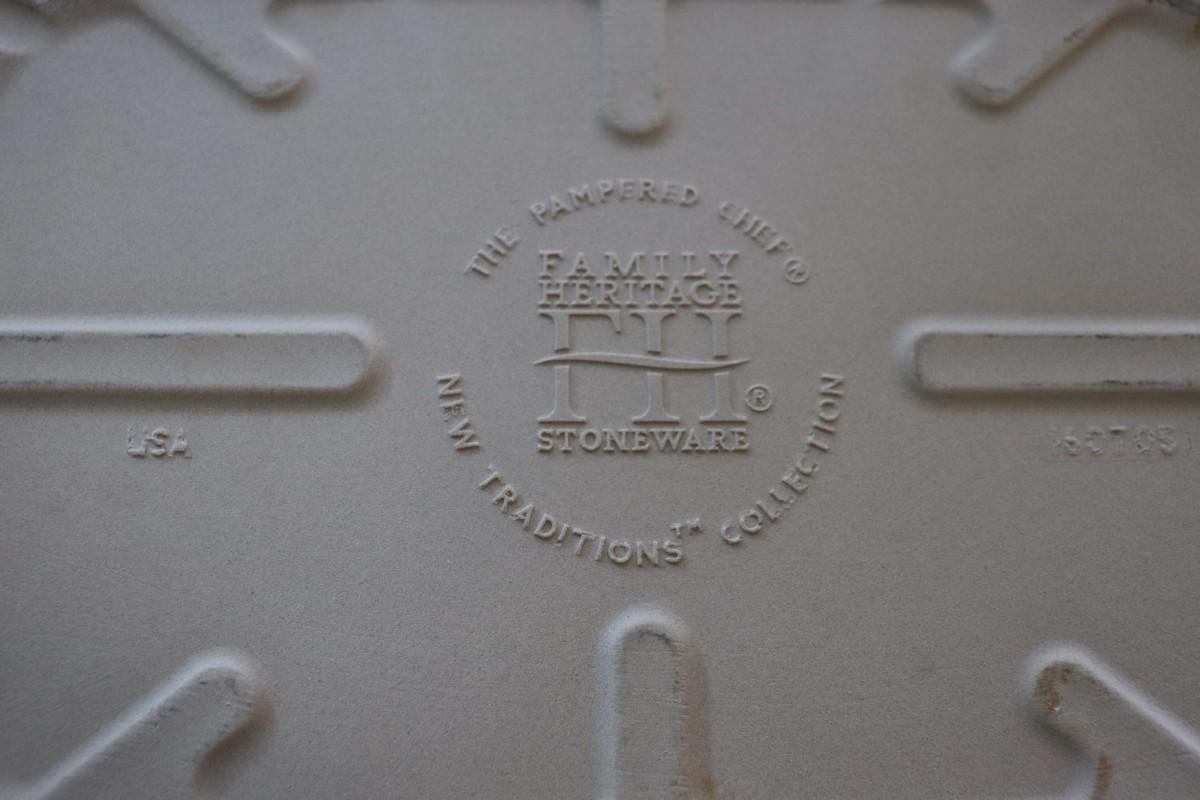 THE PAMPERED CHEF®
FAMILY
HERITAGE
FH
®
STONEWARE
NEW TRADITIONS™ COLLECTION
USA